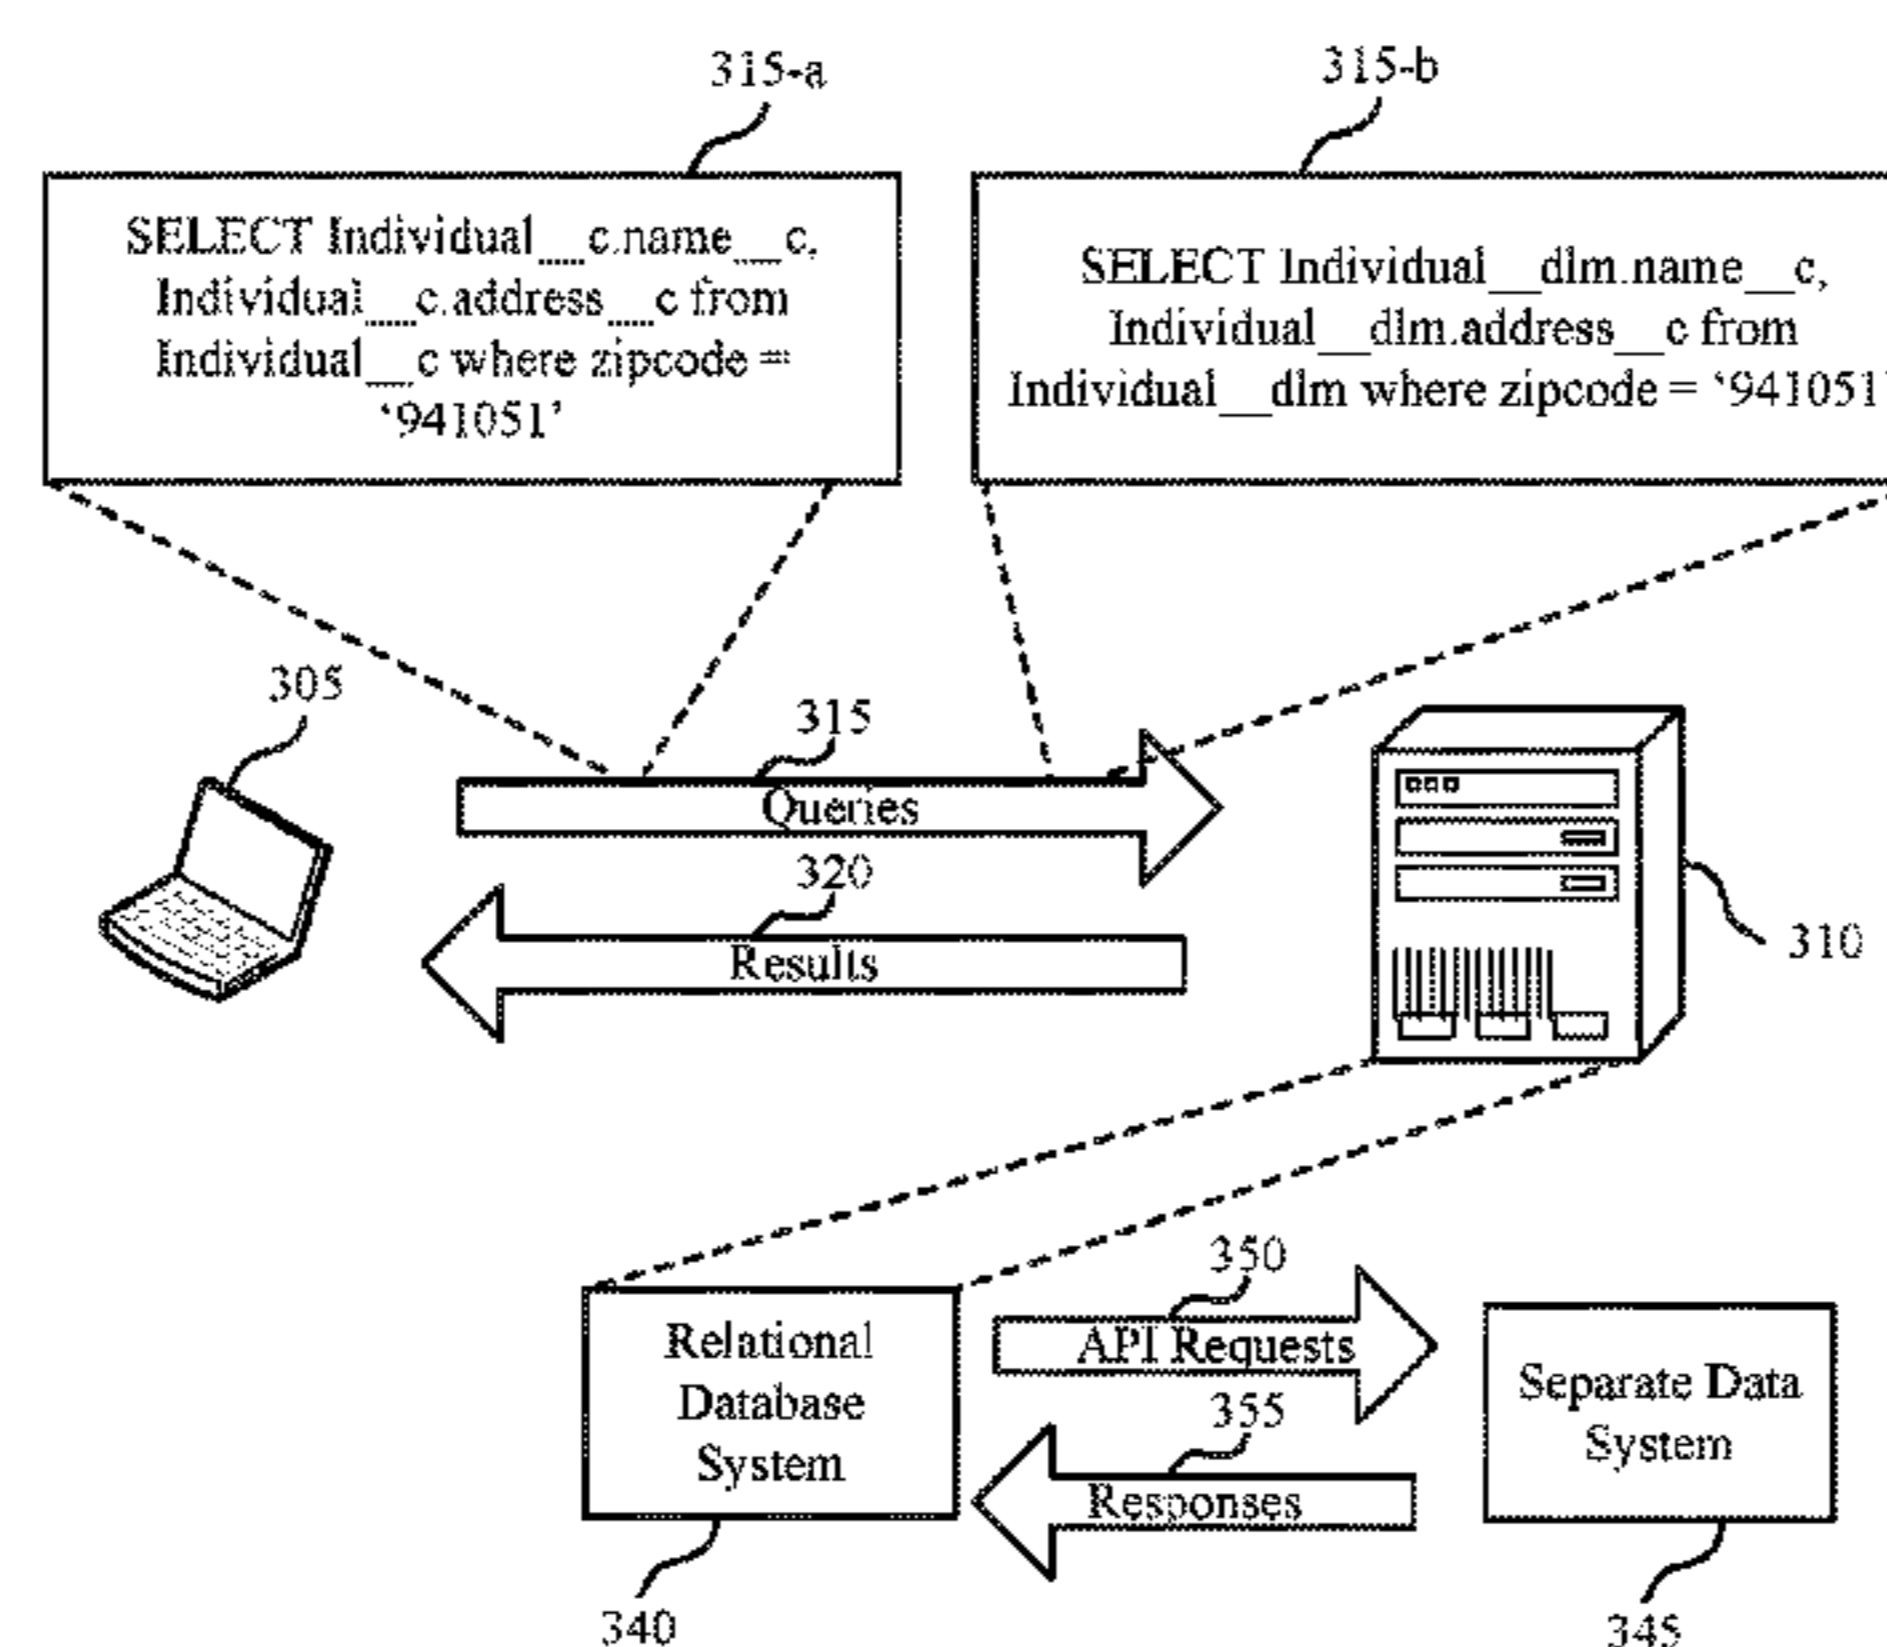 315-a
315-b
SELECT Individual__c.name__c,
Individual__c.address__c from
Individual__c where zipcode =
‘941051’
SELECT Individual__dlm.name__c,
Individual__dlm.address__c from
Individual__dlm where zipcode = ‘941051’
305
315
Queries
320
Results
310
350
API Requests
355
Responses
Relational
Database
System
Separate Data
System
340
345